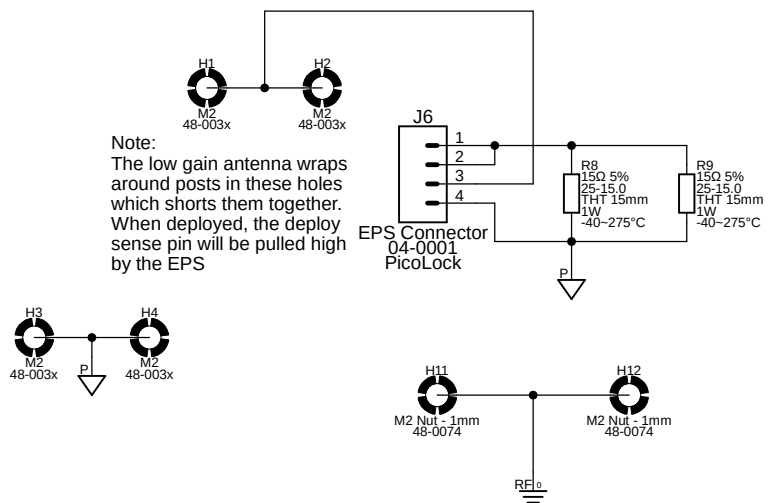 H1
M2
48-003x
H2
M2
48-003x
Note:
The low gain antenna wraps
around posts in these holes
which shorts them together.
When deployed, the deploy
sense pin will be pulled high
by the EPS
J6
1
2
3
4
EPS Connector
04-0001
PicoLock
R8
15Ω 5%
25-15.0
THT 15mm
1W
-40~275°C
R9
15Ω 5%
25-15.0
THT 15mm
1W
-40~275°C
P
H3
M2
48-003x
H4
M2
48-003x
P
H11
M2 Nut - 1mm
48-0074
H12
M2 Nut - 1mm
48-0074
RF 0